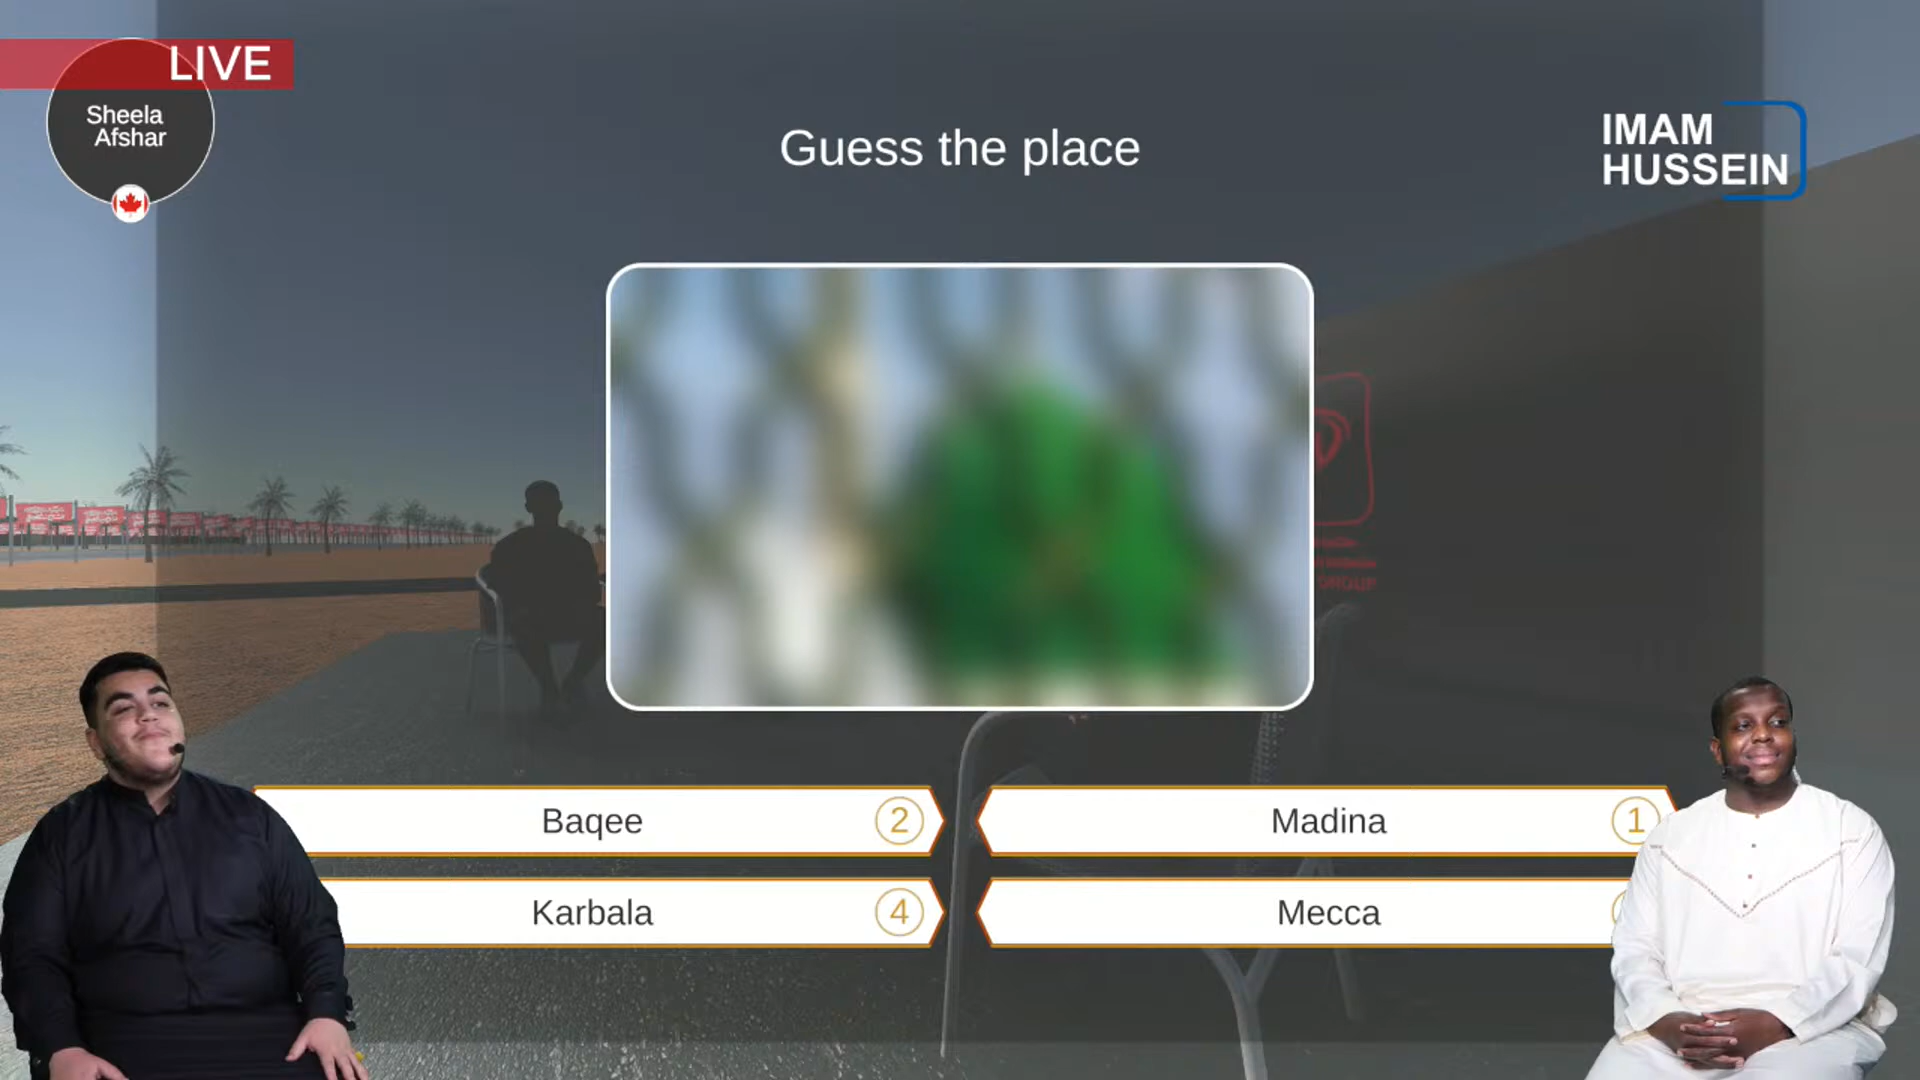 LIVE
Sheela
Afshar
Guess the place
IMAM
HUSSEIN
Baqee 2
Madina 1
Karbala 4
Mecca